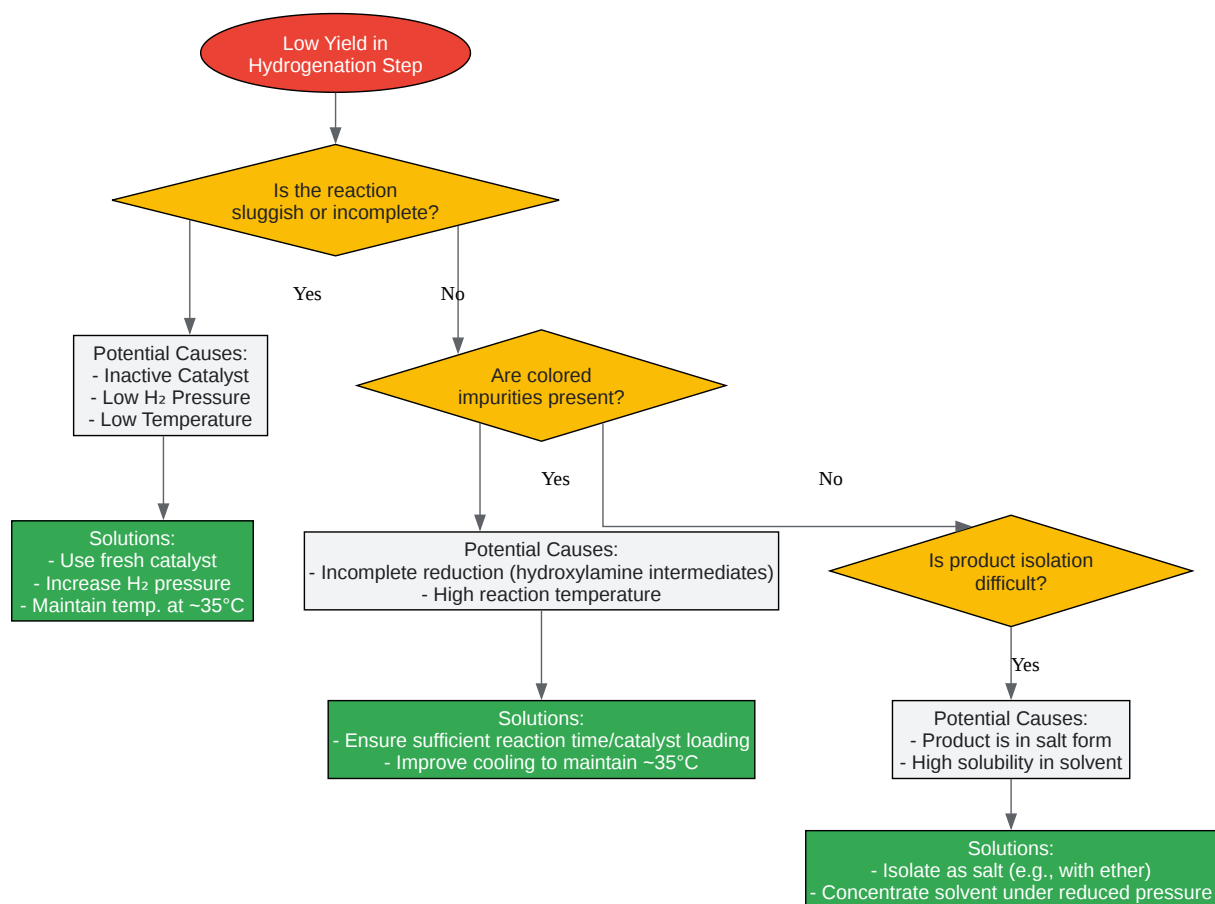 Low Yield in
Hydrogenation Step
Is the reaction
sluggish or incomplete?
Yes
No
Potential Causes:
- Inactive Catalyst
- Low H₂ Pressure
- Low Temperature
Are colored
impurities present?
Yes
No
Solutions:
- Use fresh catalyst
- Increase H₂ pressure
- Maintain temp. at ~35°C
Potential Causes:
- Incomplete reduction (hydroxylamine intermediates)
- High reaction temperature
Is product isolation
difficult?
Yes
Solutions:
- Ensure sufficient reaction time/catalyst loading
- Improve cooling to maintain ~35°C
Potential Causes:
- Product is in salt form
- High solubility in solvent
Solutions:
- Isolate as salt (e.g., with ether)
- Concentrate solvent under reduced pressure